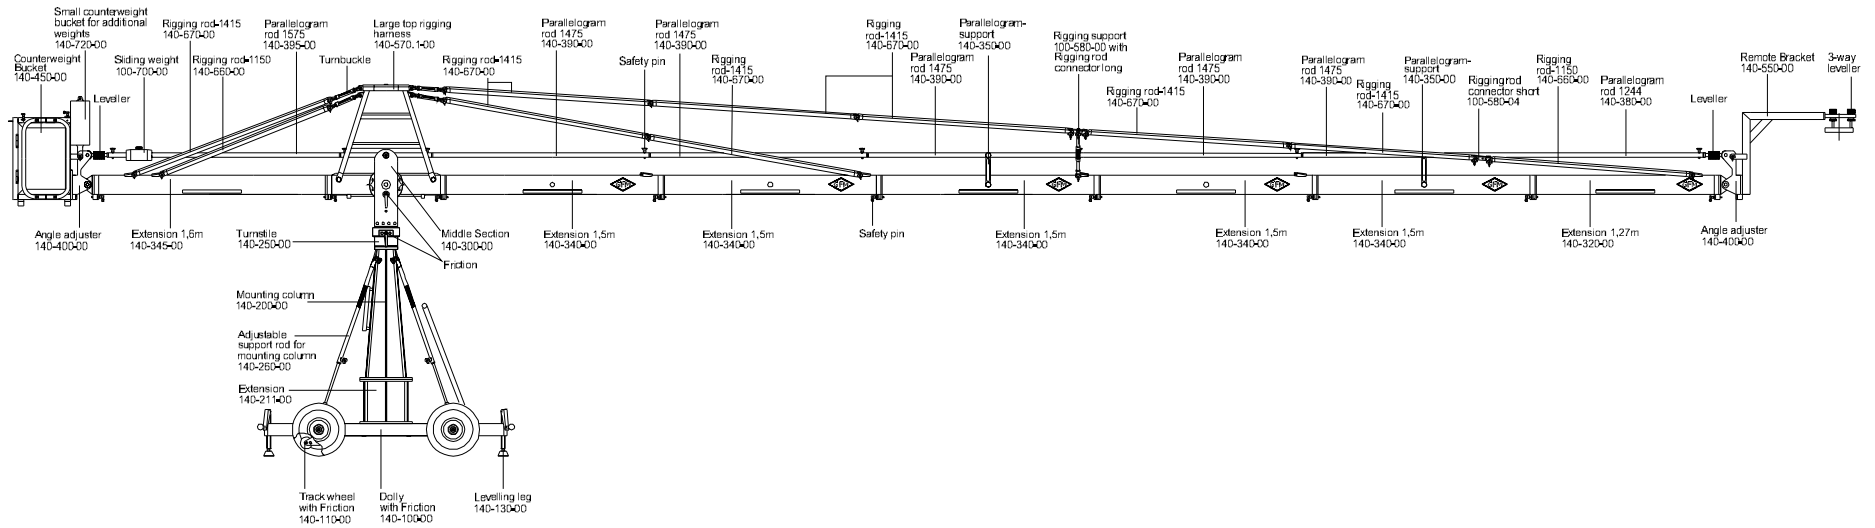 Small counterweight
bucket for additional
weights
140-720-00
Rigging rod-1415
140-670-00
Parallelogram
rod 1575
140-395-00
Large top rigging
harness
140-570.1-00
Parallelogram
rod 1475
140-390-00
Parallelogram
rod 1475
140-390-00
Rigging
rod-1415
140-670-00
Parallelogram-
support
140-350-00
Rigging support
100-580-00 with
Rigging rod
connector long
Counterweight
Bucket
140-450-00
Sliding weight
100-700-00
Rigging rod-1150
140-660-00
Turnbuckle
Rigging rod-1415
140-670-00
Safety pin
Rigging
rod-1415
140-670-00
Parallelogram
rod 1475
140-390-00
Parallelogram
rod 1475
140-390-00
Parallelogram
rod 1475
140-390-00
Parallelogram-
support
140-350-00
Rigging
rod-1150
140-660-00
Remote Bracket
140-550-00
3-way
leveller
Leveller
Rigging rod-1415
140-670-00
Rigging
rod-1415
140-670-00
Rigging rod
connector short
100-580-04
Parallelogram
rod 1244
140-380-00
Leveller
GFM
GFM
GFM
GFM
GFM
GFM
Angle adjuster
140-400-00
Extension 1,6m
140-345-00
Turnstile
140-250-00
Middle Section
140-300-00
Friction
Extension 1,5m
140-340-00
Extension 1,5m
140-340-00
Safety pin
Extension 1,5m
140-340-00
Extension 1,5m
140-340-00
Extension 1,5m
140-340-00
Extension 1,27m
140-320-00
Angle adjuster
140-400-00
Mounting column
140-200-00
Adjustable
support rod for
mounting column
140-260-00
Extension
140-211-00
Track wheel
with Friction
140-110-00
Dolly
with Friction
140-100-00
Levelling leg
140-130-00